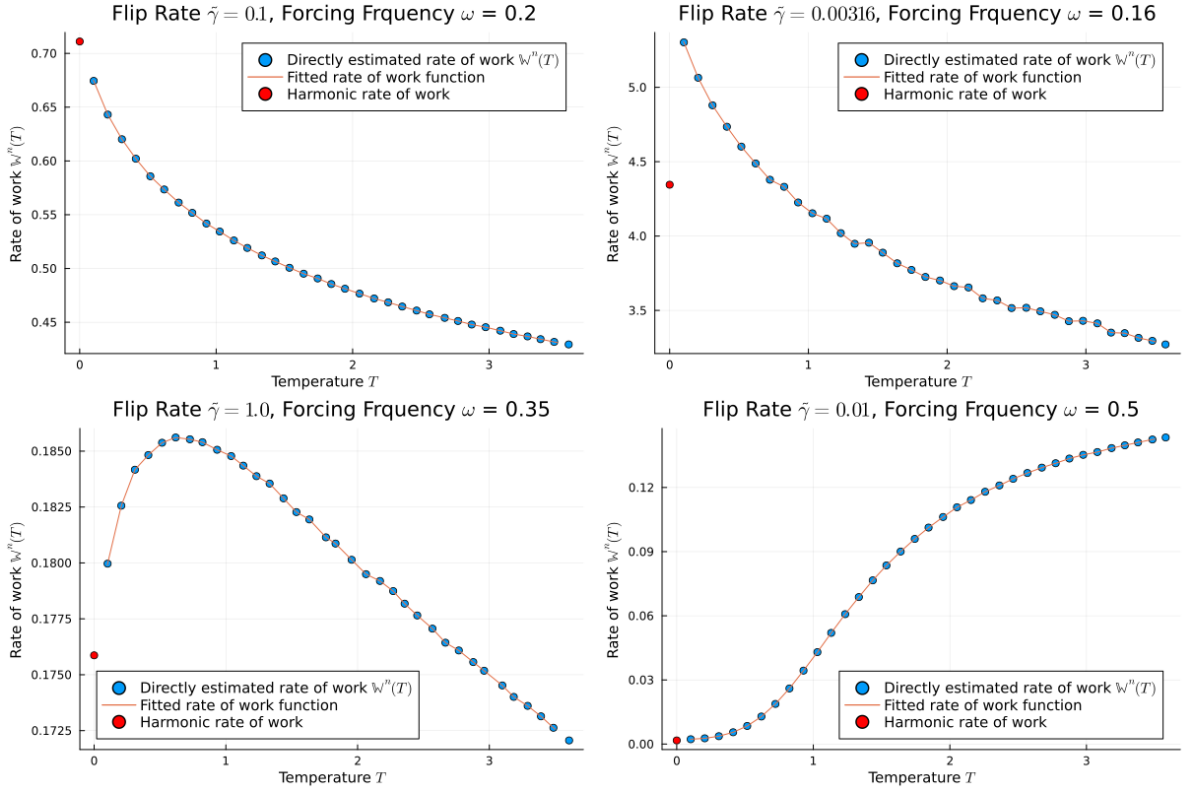 Flip Rate γ̃ = 0.1, Forcing Frquency ω = 0.2
Rate of work 𝕎ⁿ(T)
0.70
0.65
0.60
0.55
0.50
0.45
Directly estimated rate of work 𝕎ⁿ(T)
Fitted rate of work function
Harmonic rate of work
0 1 2 3
Temperature T
Flip Rate γ̃ = 0.00316, Forcing Frquency ω = 0.16
Rate of work 𝕎ⁿ(T)
5.0
4.5
4.0
3.5
Directly estimated rate of work 𝕎ⁿ(T)
Fitted rate of work function
Harmonic rate of work
0 1 2 3
Temperature T
Flip Rate γ̃ = 1.0, Forcing Frquency ω = 0.35
Rate of work 𝕎ⁿ(T)
0.1850
0.1825
0.1800
0.1775
0.1750
0.1725
Directly estimated rate of work 𝕎ⁿ(T)
Fitted rate of work function
Harmonic rate of work
0 1 2 3
Temperature T
Flip Rate γ̃ = 0.01, Forcing Frquency ω = 0.5
Rate of work 𝕎ⁿ(T)
0.12
0.09
0.06
0.03
0.00
Directly estimated rate of work 𝕎ⁿ(T)
Fitted rate of work function
Harmonic rate of work
0 1 2 3
Temperature T